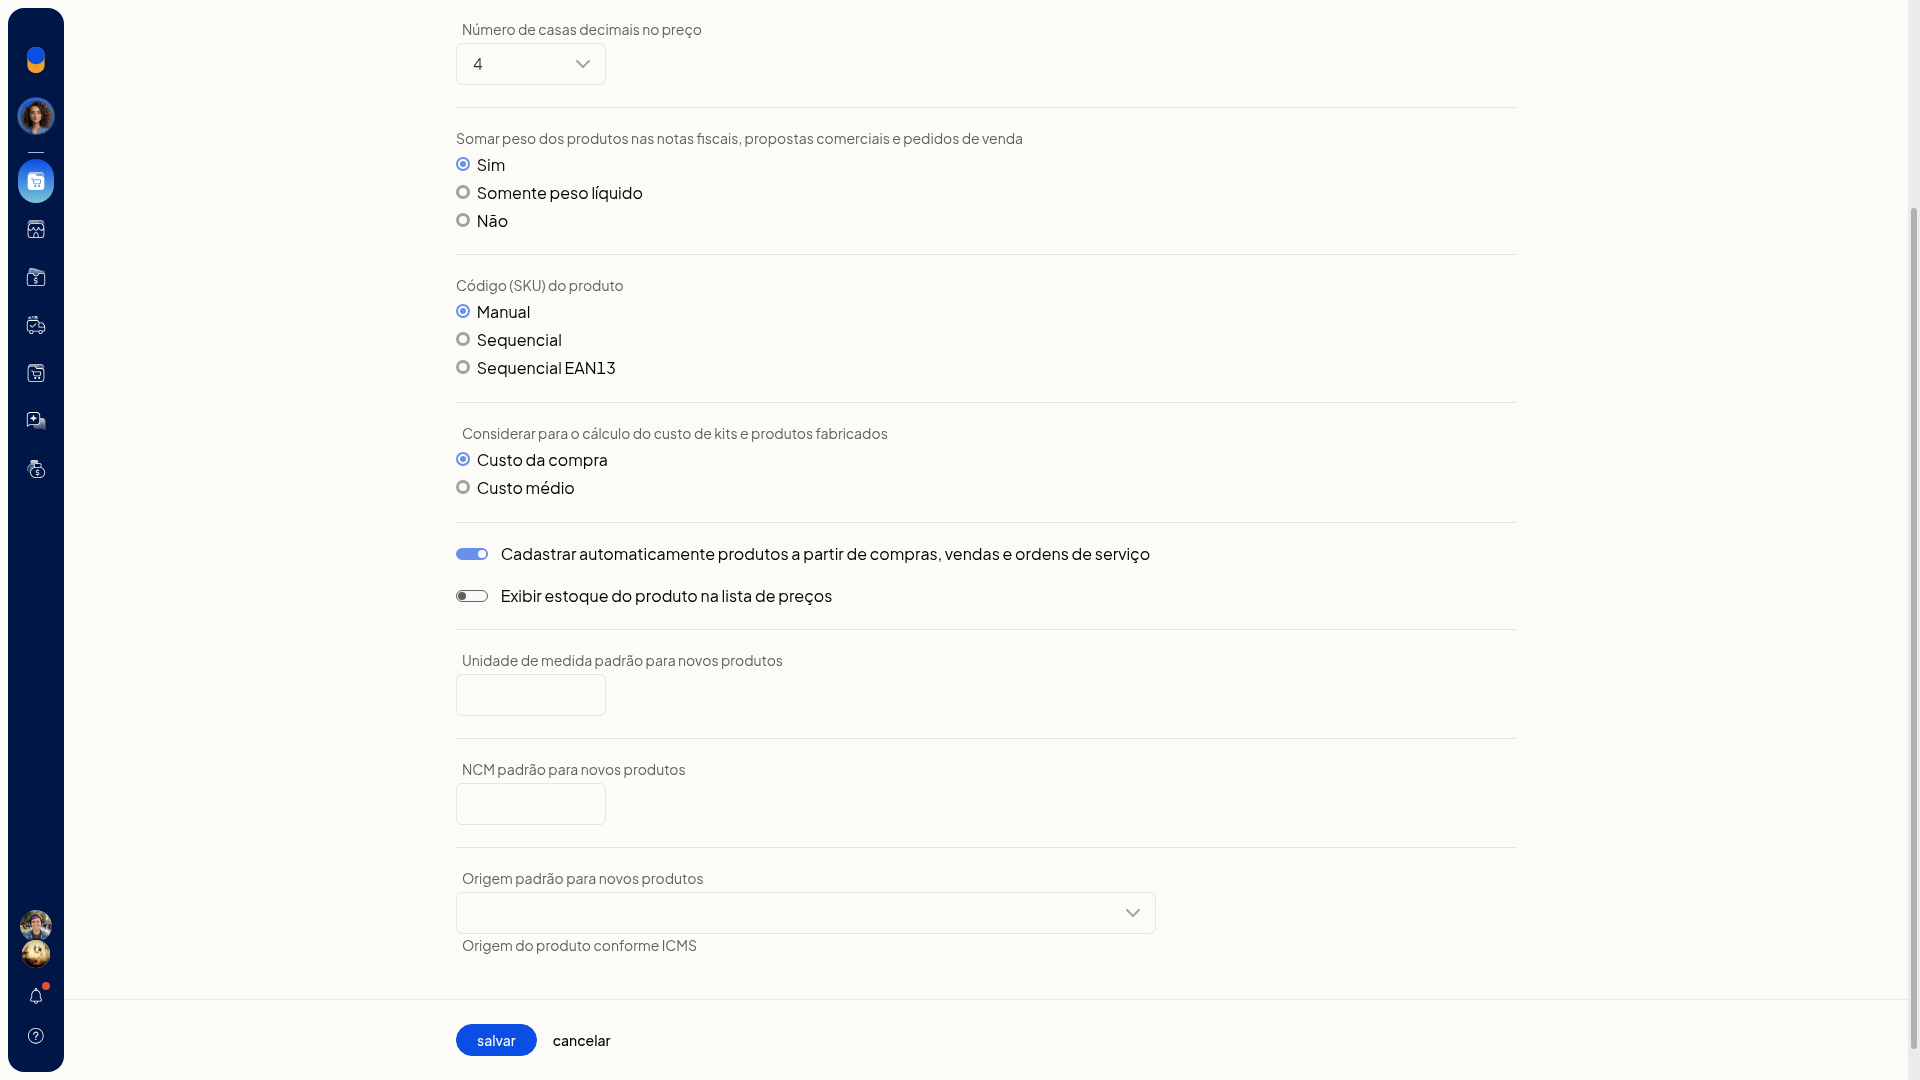 Número de casas decimais no preço
4
Somar peso dos produtos nas notas fiscais, propostas comerciais e pedidos de venda
Sim
Somente peso líquido
Não
Código (SKU) do produto
Manual
Sequencial
Sequencial EAN13
Considerar para o cálculo do custo de kits e produtos fabricados
Custo da compra
Custo médio
Cadastrar automaticamente produtos a partir de compras, vendas e ordens de serviço
Exibir estoque do produto na lista de preços
Unidade de medida padrão para novos produtos
NCM padrão para novos produtos
Origem padrão para novos produtos
Origem do produto conforme ICMS
salvar cancelar